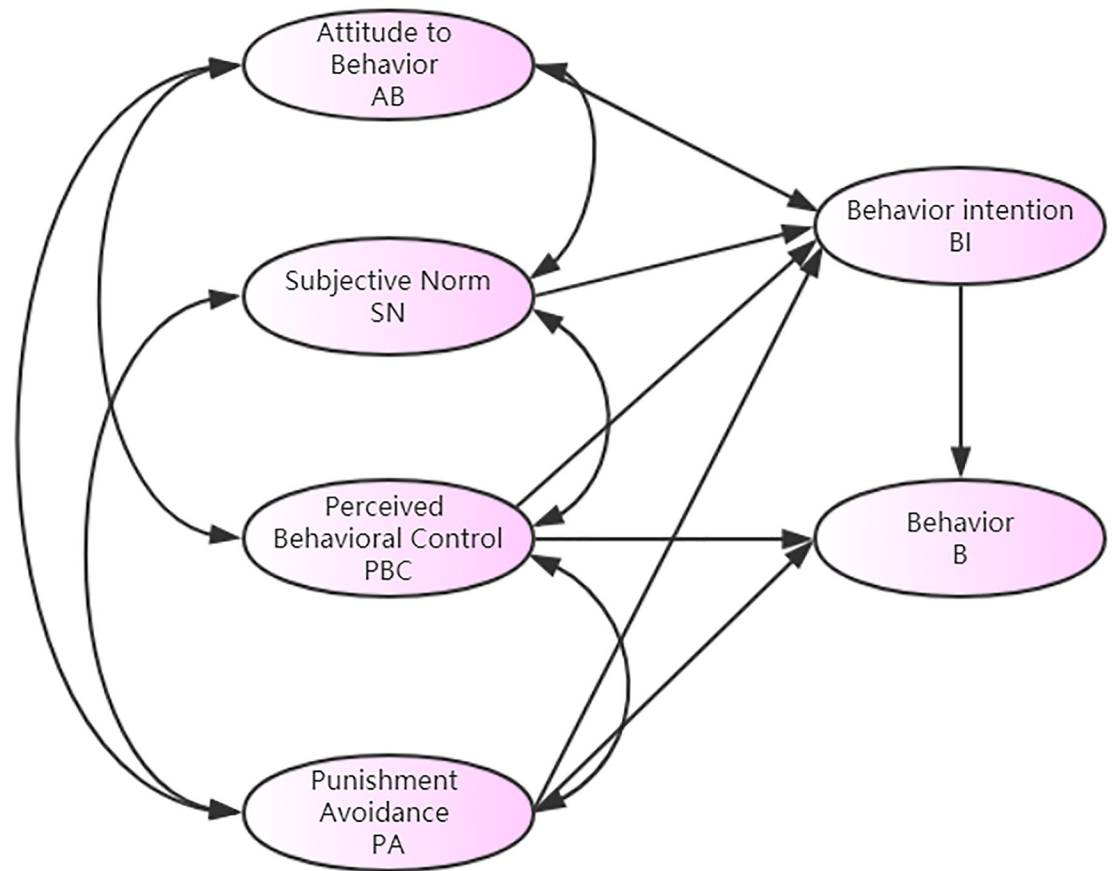 Attitude to
Behavior
AB
Behavior intention
BI
Subjective Norm
SN
Perceived
Behavioral Control
PBC
Behavior
B
Punishment
Avoidance
PA